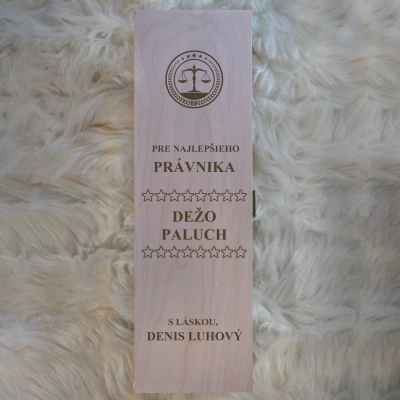 PRE NAJLEPŠIEHO
PRÁVNIKA
DEŽO
PALUCH
S LÁSKOU,
DENIS LUHOVÝ